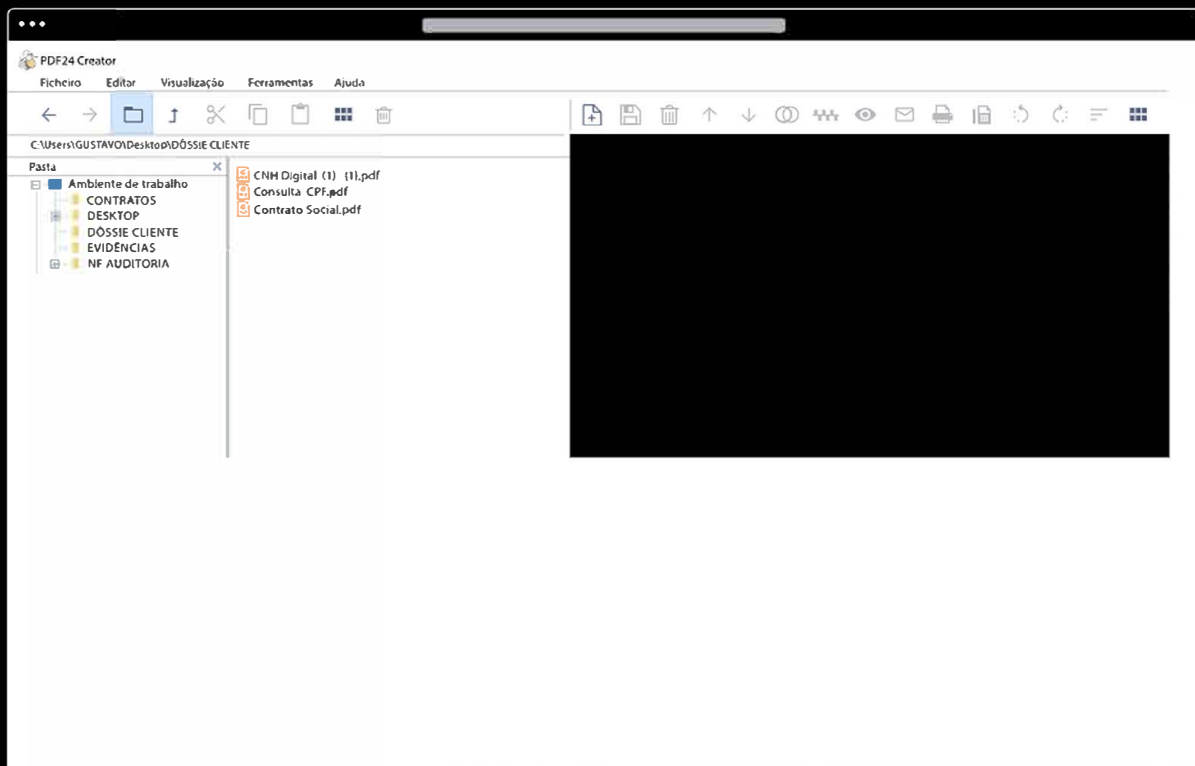 PDF24 Creator
Ficheiro Editar Visualização Ferramentas Ajuda
C:\Users\GUSTAVO\Desktop\DÔSSIE CLIENTE
Pasta
Ambiente de trabalho
CONTRATOS
DESKTOP
DÔSSIE CLIENTE
EVIDÊNCIAS
NF AUDITORIA
CNH Digital (1) (1).pdf
Consulta CPF.pdf
Contrato Social.pdf